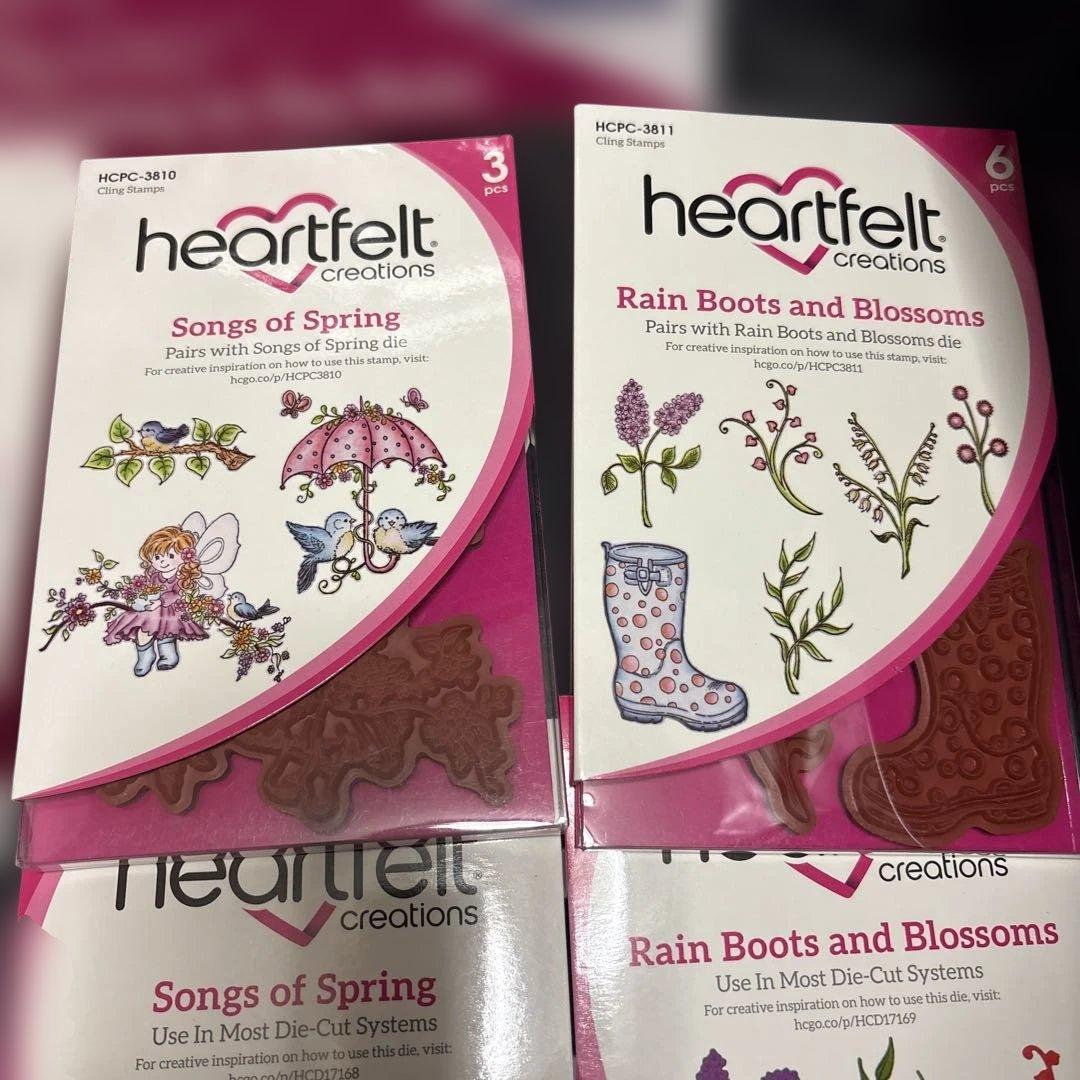 HCPC-3810
Cling Stamps
3
pcs
heartfelt®
creations
Songs of Spring
Pairs with Songs of Spring die
For creative inspiration on how to use this stamp, visit:
hcgo.co/p/HCPC3810
HCPC-3811
Cling Stamps
6
pcs
heartfelt®
creations
Rain Boots and Blossoms
Pairs with Rain Boots and Blossoms die
For creative inspiration on how to use this stamp, visit:
hcgo.co/p/HCPC3811
heartfelt®
creations
Songs of Spring
Use In Most Die-Cut Systems
For creative inspiration on how to use this die, visit:
hcgo.co/p/HCD17168
creations
Rain Boots and Blossoms
Use In Most Die-Cut Systems
For creative inspiration on how to use this die, visit:
hcgo.co/p/HCD17169